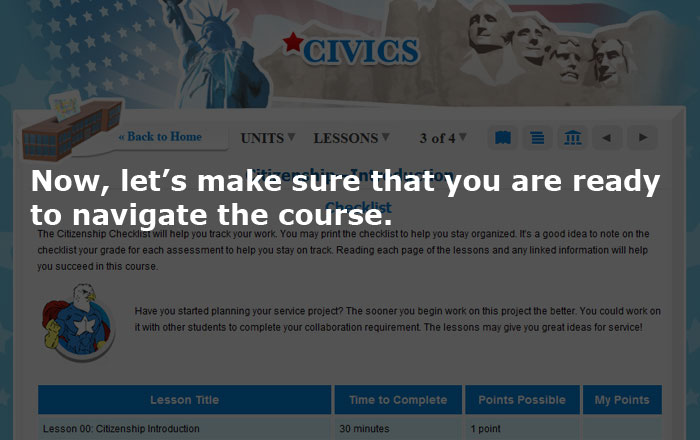 CIVICS
« Back to Home UNITS LESSONS 3 of 4
Citizenship - Introduction
Now, let's make sure that you are ready
to navigate the course.
Checklist
The Citizenship Checklist will help you track your work. You may print the checklist to help you stay organized. It's a good idea to note on the
checklist your grade for each assessment to help you stay on track. Reading each page of the lessons and any linked information will help
you succeed in this course.
Have you started planning your service project? The sooner you begin work on this project the better. You could work on
it with other students to complete your collaboration requirement. The lessons may give you great ideas for service!
Lesson Title Time to Complete Points Possible My Points
Lesson 00: Citizenship Introduction 30 minutes 1 point